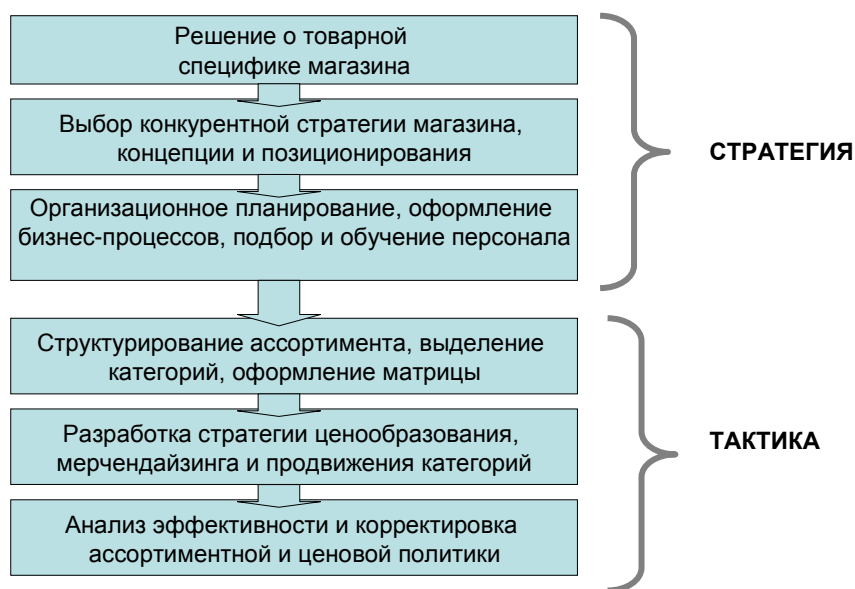 Решение о товарной
специфике магазина
Выбор конкурентной стратегии магазина,
концепции и позиционирования
Организационное планирование, оформление
бизнес-процессов, подбор и обучение персонала
СТРАТЕГИЯ
Структурирование ассортимента, выделение
категорий, оформление матрицы
Разработка стратегии ценообразования,
мерчендайзинга и продвижения категорий
Анализ эффективности и корректировка
ассортиментной и ценовой политики
ТАКТИКА